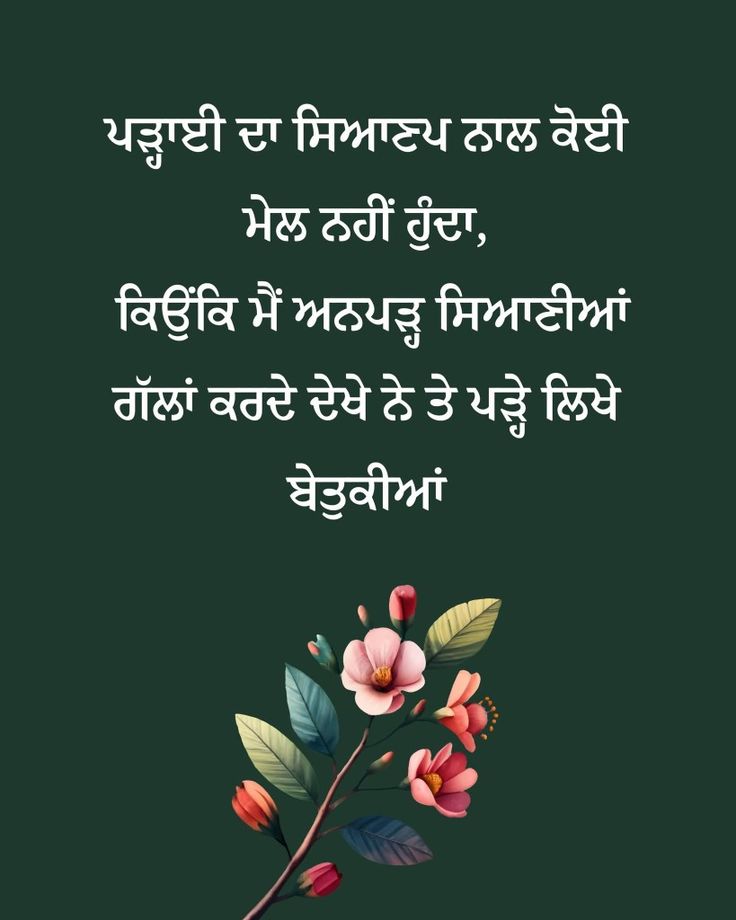 ਪੜ੍ਹਾਈ ਦਾ ਸਿਆਣਪ ਨਾਲ ਕੋਈ
ਮੇਲ ਨਹੀਂ ਹੁੰਦਾ,
ਕਿਉਂਕਿ ਮੈਂ ਅਨਪੜ੍ਹ ਸਿਆਣੀਆਂ
ਗੱਲਾਂ ਕਰਦੇ ਦੇਖੇ ਨੇ ਤੇ ਪੜ੍ਹੇ ਲਿਖੇ
ਬੇਤੁਕੀਆਂ